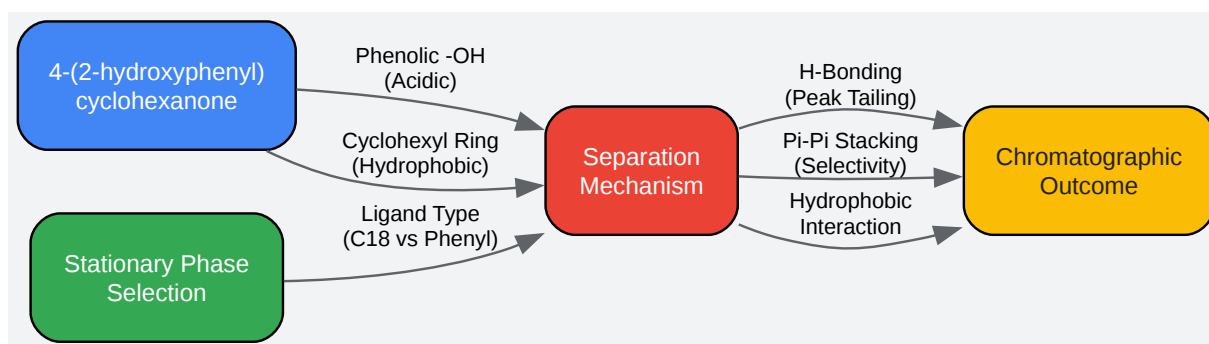 4-(2-hydroxyphenyl)
cyclohexanone
Phenolic -OH
(Acidic)
Cyclohexyl Ring
(Hydrophobic)
Ligand Type
(C18 vs Phenyl)
Stationary Phase
Selection
Separation
Mechanism
H-Bonding
(Peak Tailing)
Pi-Pi Stacking
(Selectivity)
Hydrophobic
Interaction
Chromatographic
Outcome